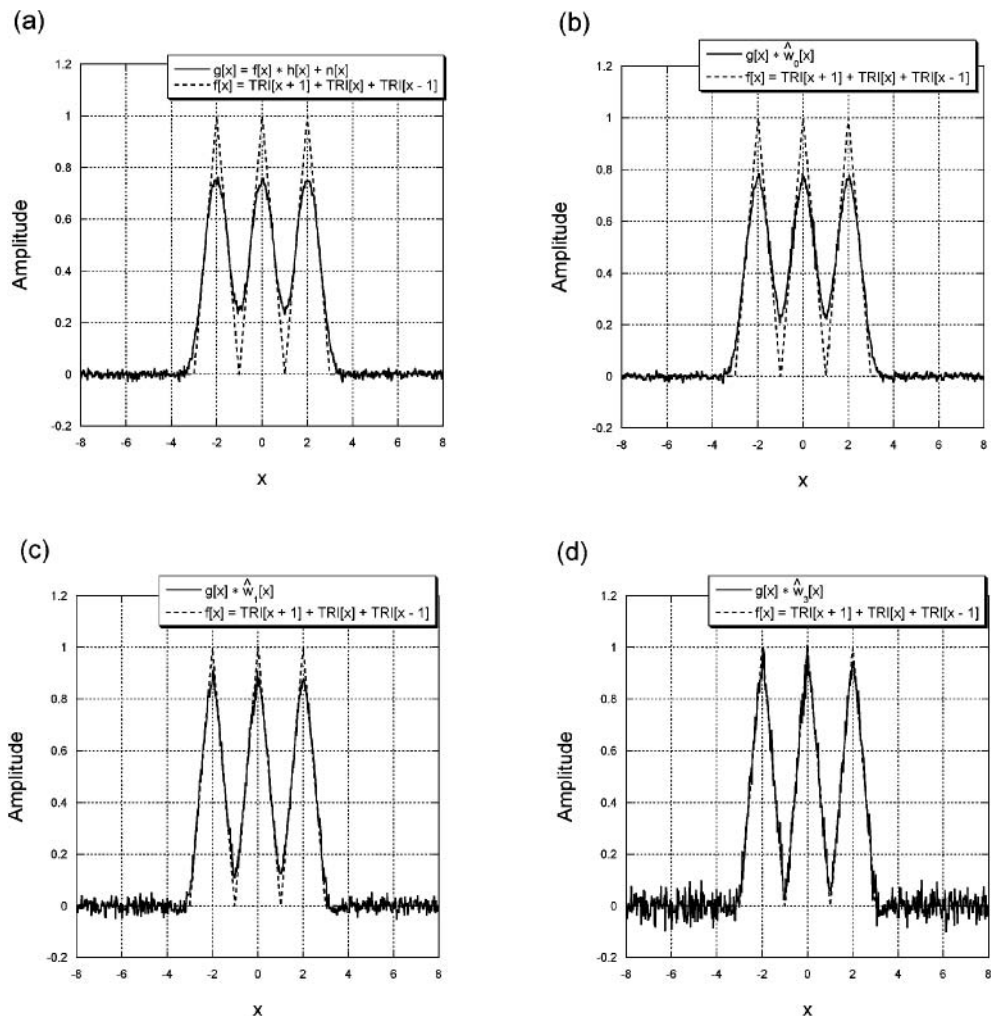 (a)
g[x] = f[x] * h[x] + n[x]
f[x] = TRI[x + 1] + TRI[x] + TRI[x - 1]
1.2
1
0.8
0.6
0.4
0.2
0
-0.2
Amplitude
-8 -6 -4 -2 0 2 4 6 8
x
(b)
g[x] * ŵ₀[x]
f[x] = TRI[x + 1] + TRI[x] + TRI[x - 1]
1.2
1
0.8
0.6
0.4
0.2
0
-0.2
Amplitude
-8 -6 -4 -2 0 2 4 6 8
x
(c)
g[x] * ŵ₁[x]
f[x] = TRI[x + 1] + TRI[x] + TRI[x - 1]
1.2
1
0.8
0.6
0.4
0.2
0
-0.2
Amplitude
-8 -6 -4 -2 0 2 4 6 8
x
(d)
g[x] * ŵ₃[x]
f[x] = TRI[x + 1] + TRI[x] + TRI[x - 1]
1.2
1
0.8
0.6
0.4
0.2
0
-0.2
Amplitude
-8 -6 -4 -2 0 2 4 6 8
x